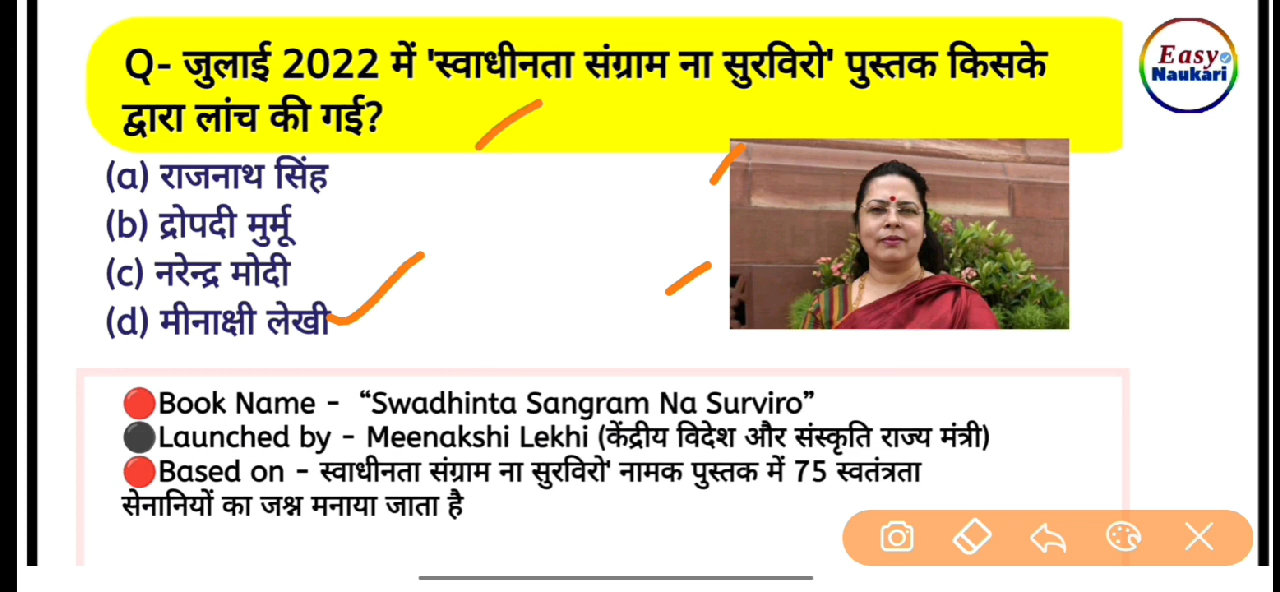 Q- जुलाई 2022 में 'स्वाधीनता संग्राम ना सुरविरो' पुस्तक किसके
द्वारा लांच की गई?
Easy
Naukari
(a) राजनाथ सिंह
(b) द्रोपदी मुर्मू
(c) नरेन्द्र मोदी
(d) मीनाक्षी लेखी
Book Name - “Swadhinta Sangram Na Surviro”
Launched by - Meenakshi Lekhi (केंद्रीय विदेश और संस्कृति राज्य मंत्री)
Based on - स्वाधीनता संग्राम ना सुरविरो' नामक पुस्तक में 75 स्वतंत्रता
सेनानियों का जश्न मनाया जाता है